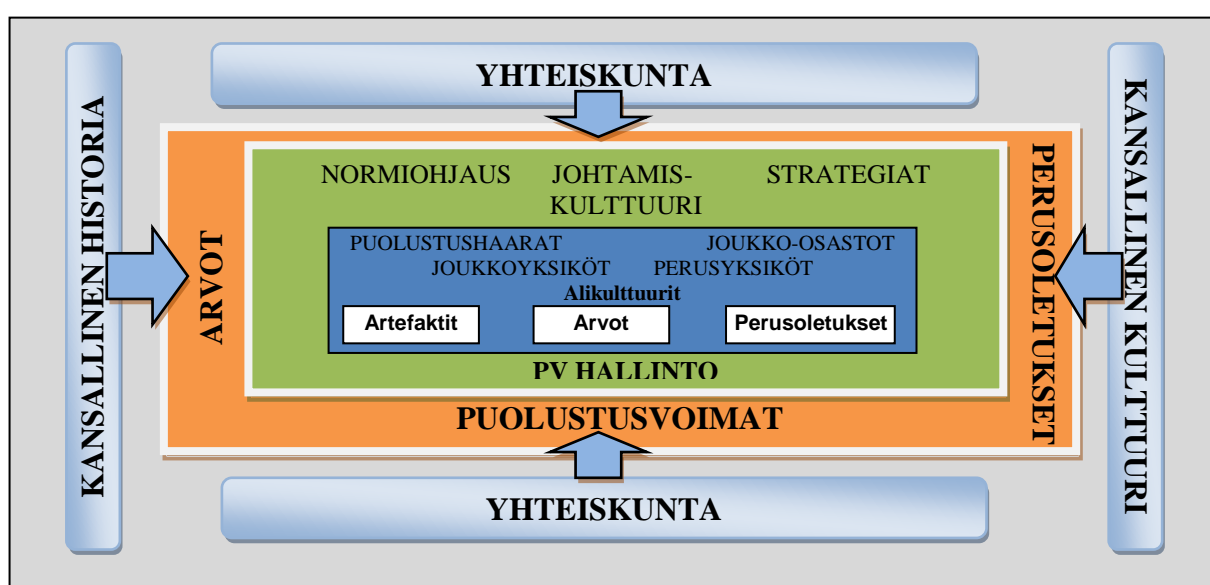 YHTEISKUNTA
KANSALLINEN HISTORIA
KANSALLINEN KULTTUURI
ARVOT
PERUSOLETUKSET
NORMIOHJAUS JOHTAMIS- STRATEGIAT
KULTTUURI
PUOLUSTUSHAARAT JOUKKO-OSASTOT
JOUKKOYKSIKÖT PERUSYKSIKÖT
Alikulttuurit
Artefaktit Arvot Perusoletukset
PV HALLINTO
PUOLUSTUSVOIMAT
YHTEISKUNTA